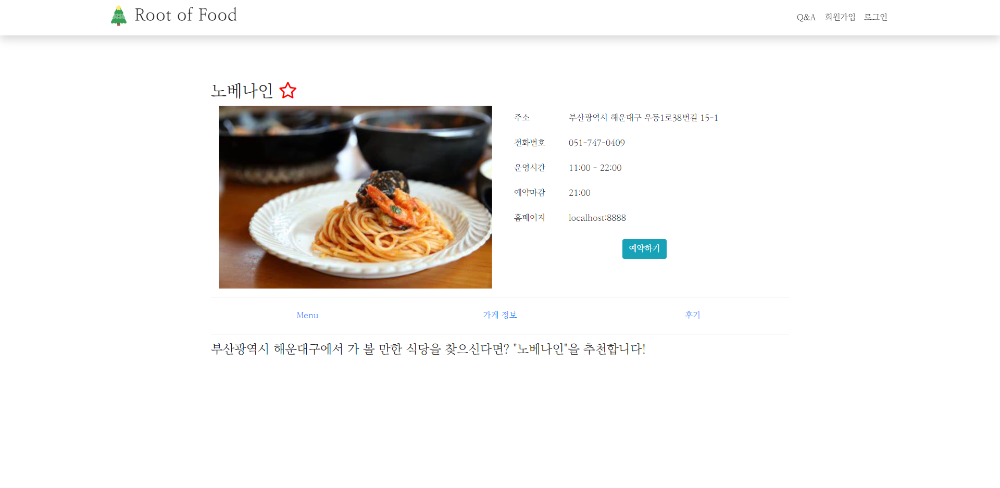 Root of Food
Q&A 회원가입 로그인
노베나인
주소 부산광역시 해운대구 우동1로38번길 15-1
전화번호 051-747-0409
운영시간 11:00 - 22:00
예약마감 21:00
홈페이지 localhost:8888
예약하기
Menu 가게 정보 후기
부산광역시 해운대구에서 가 볼 만한 식당을 찾으신다면? "노베나인"을 추천합니다!